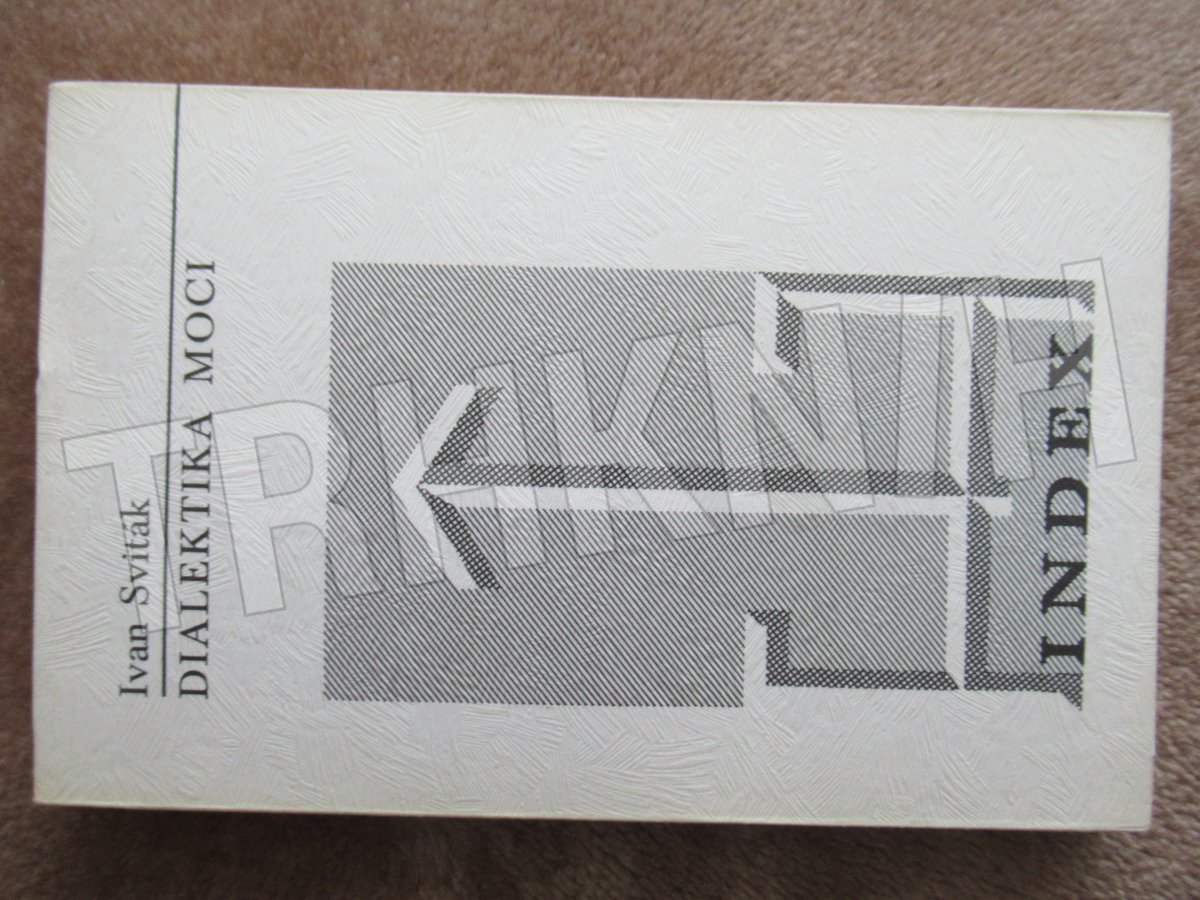 Ivan Sviták
DIALEKTIKA MOCI
INDEX
TRHKNIH